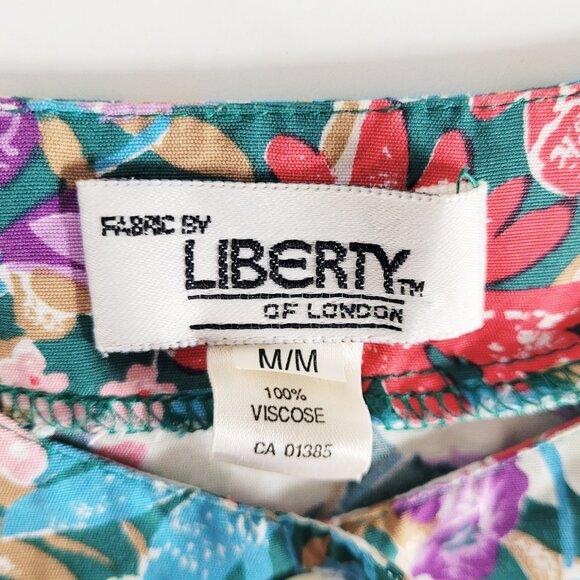 FABRIC BY
LIBERTY™
OF LONDON
M/M
100%
VISCOSE
CA 01385